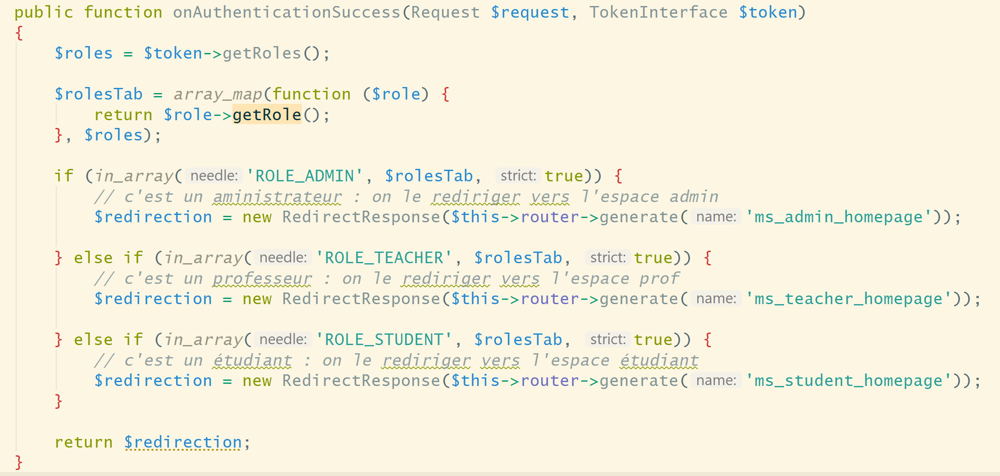 public function onAuthenticationSuccess(Request $request, TokenInterface $token)
{
$roles = $token->getRoles();
$rolesTab = array_map(function ($role) {
return $role->getRole();
}, $roles);
if (in_array( needle: 'ROLE_ADMIN', $rolesTab, strict: true)) {
// c'est un aministrateur : on le rediriger vers l'espace admin
$redirection = new RedirectResponse($this->router->generate( name: 'ms_admin_homepage'));
} else if (in_array( needle: 'ROLE_TEACHER', $rolesTab, strict: true)) {
// c'est un professeur : on le rediriger vers l'espace prof
$redirection = new RedirectResponse($this->router->generate( name: 'ms_teacher_homepage'));
} else if (in_array( needle: 'ROLE_STUDENT', $rolesTab, strict: true)) {
// c'est un étudiant : on le rediriger vers l'espace étudiant
$redirection = new RedirectResponse($this->router->generate( name: 'ms_student_homepage'));
}
return $redirection;
}